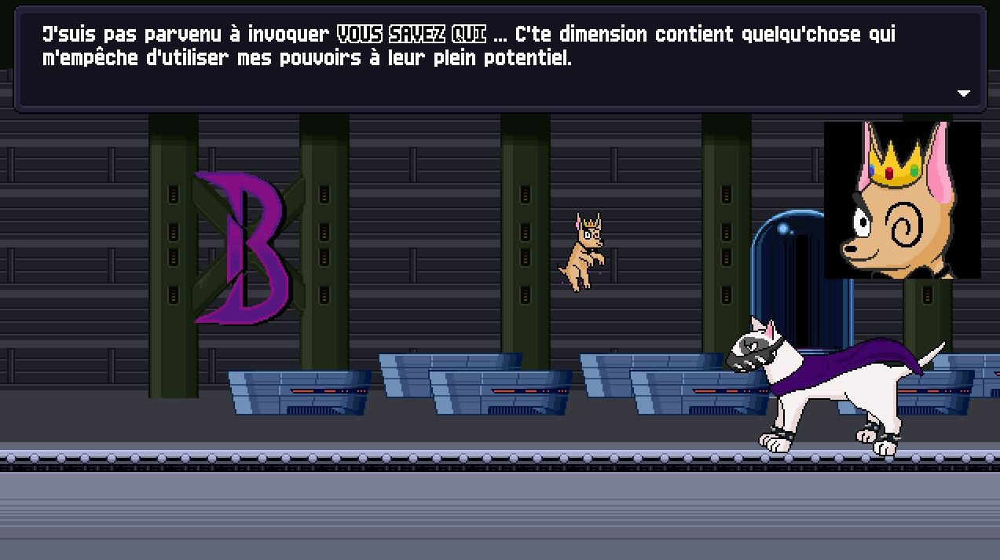 J'suis pas parvenu à invoquer VOUS SAVEZ QUI ... C'te dimension contient quelqu'chose qui
m'empêche d'utiliser mes pouvoirs à leur plein potentiel.
B